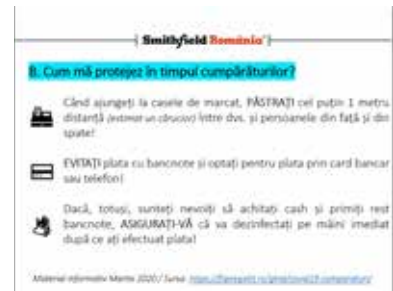 Smithfield România
B. Cum mă protejez în timpul cumpărăturilor?
Când ajungeți la casele de marcat, PĂSTRAȚI cel puțin 1 metru
distanță (estimat un cărucior) între dvs. și persoanele din față și din
spate!
EVITAȚI plata cu bancnote și optați pentru plata prin card bancar
sau telefon!
Dacă, totuși, sunteți nevoiți să achitați cash și primiți rest
bancnote, ASIGURAȚI-VĂ că va dezinfectați pe mâini imediat
după ce ați efectuat plata!
Material informativ Martie 2020 / Sursa: